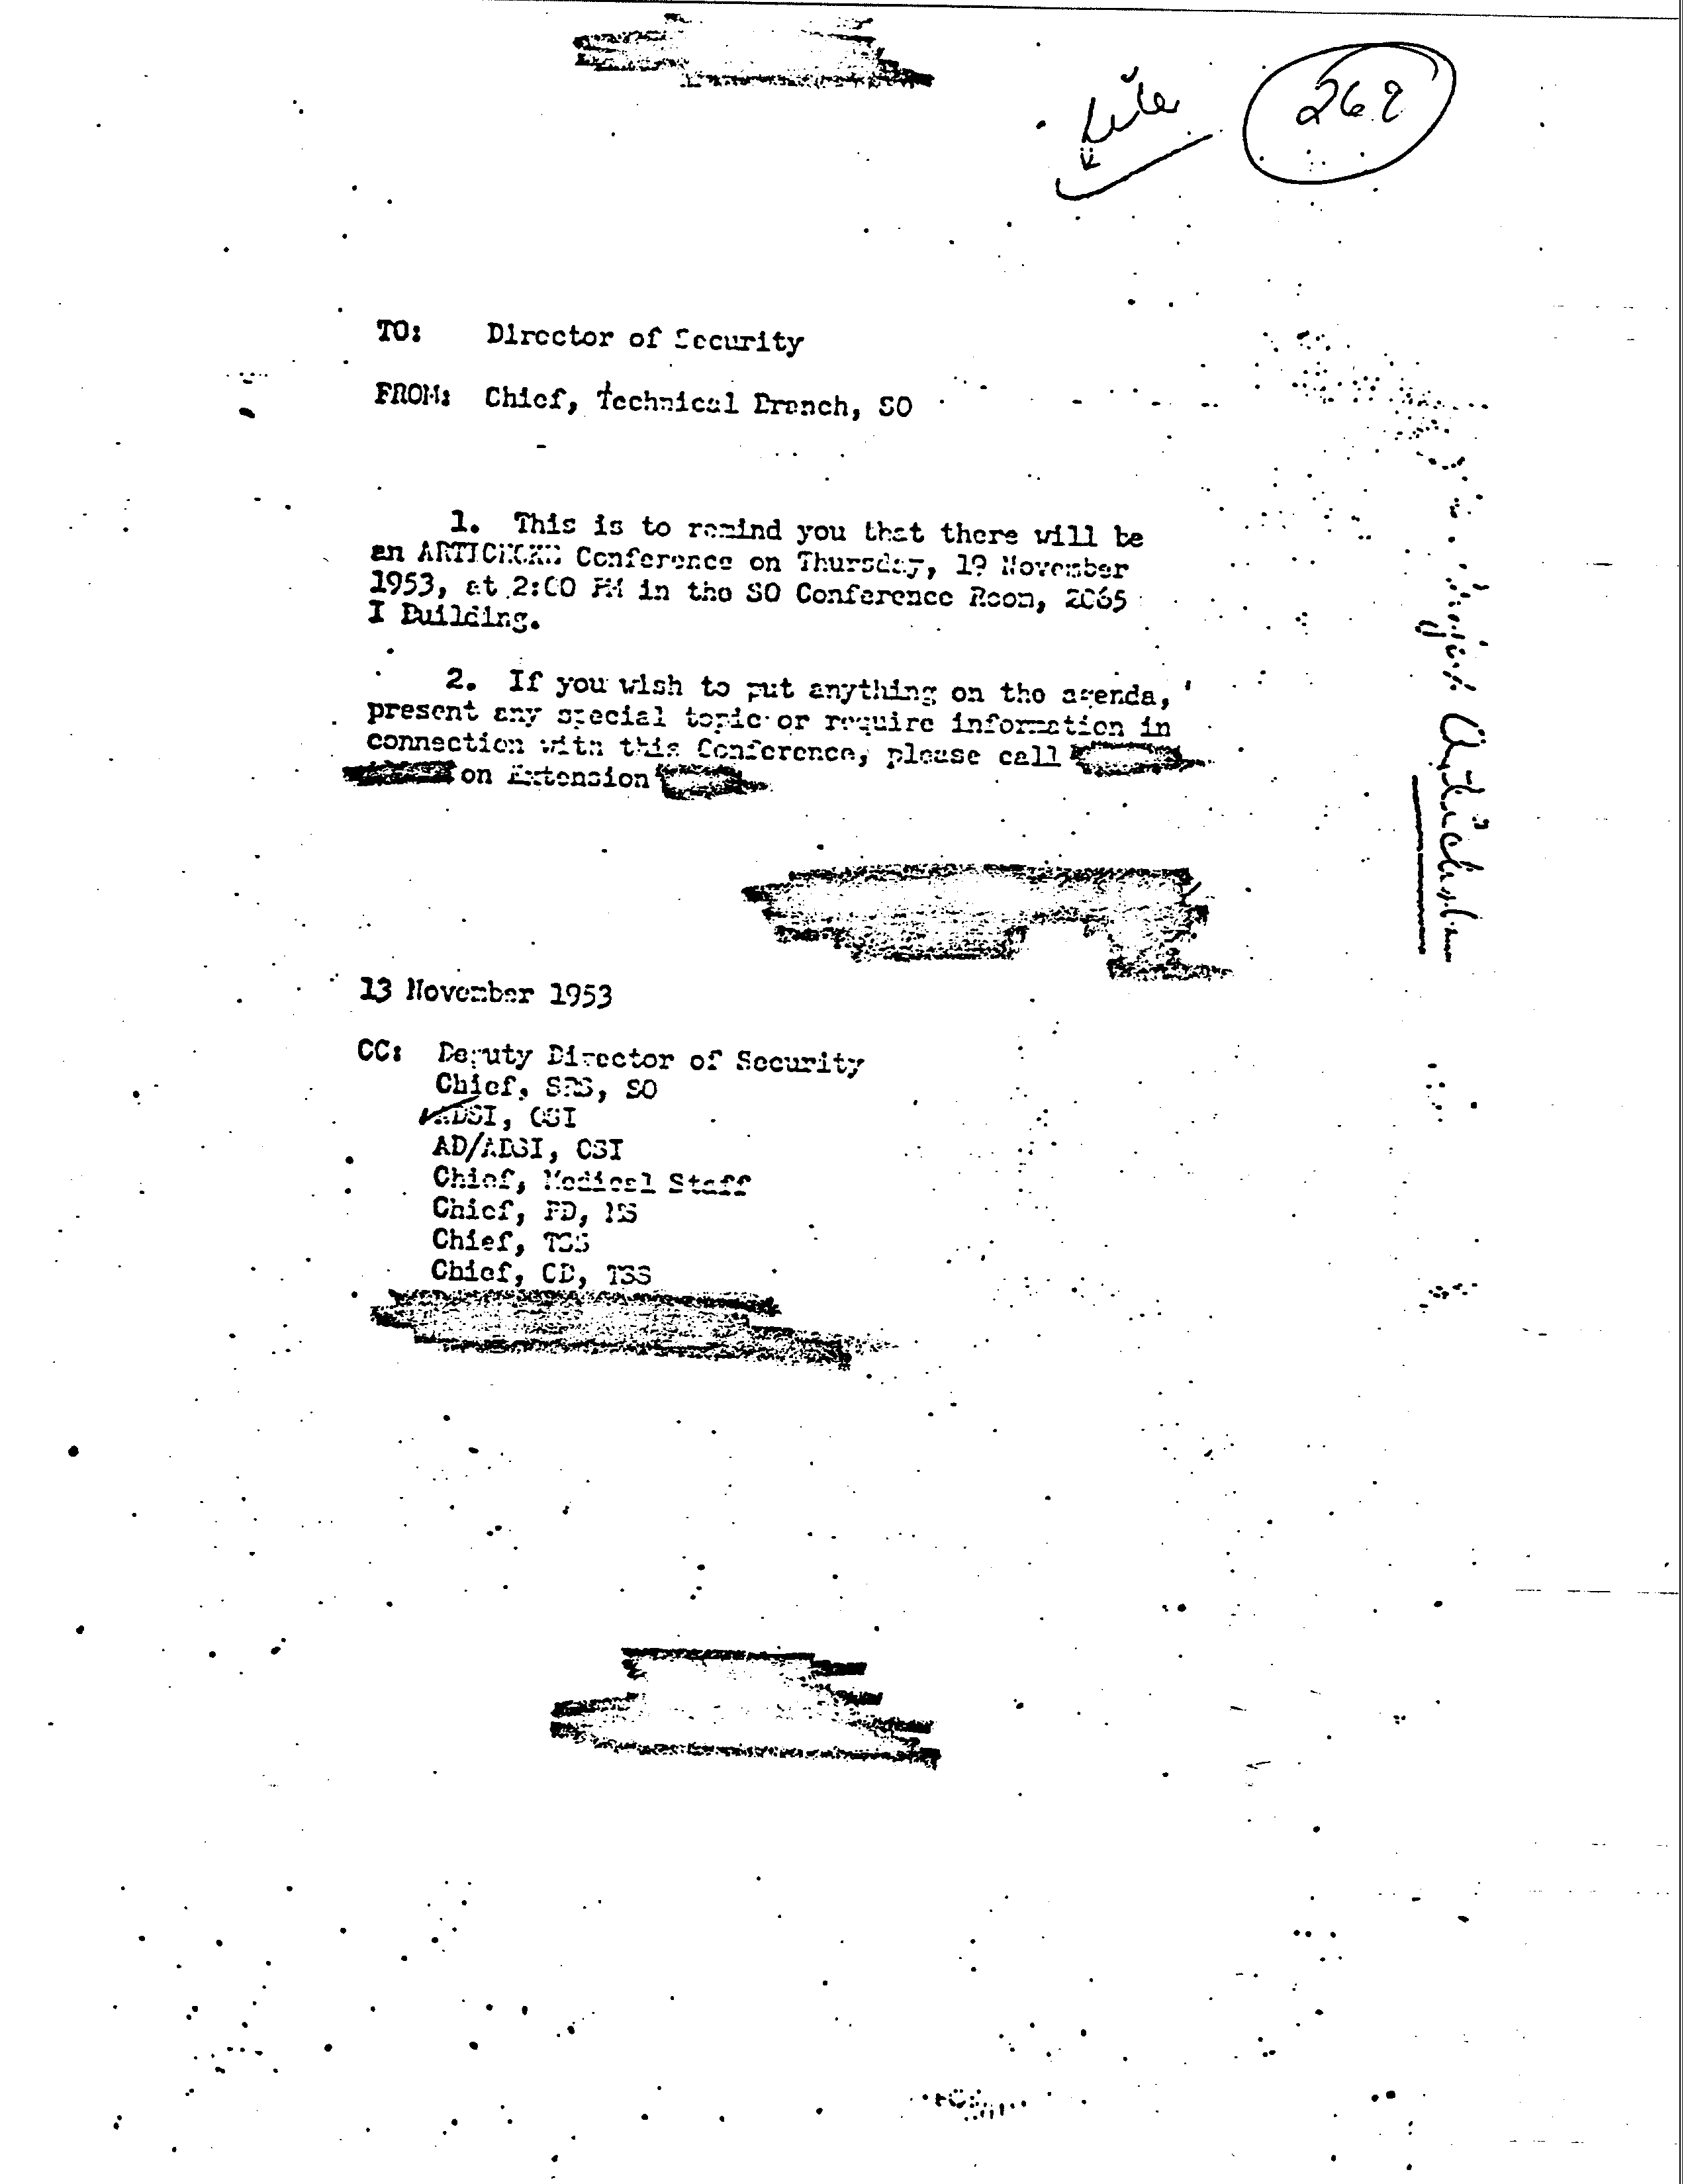 262
TO: Director of Security
FROM: Chief, Technical Branch, SO
1. This is to remind you that there will be
an ARTICHOKE Conference on Thursday, 19 November
1953, at 2:00 PM in the SO Conference Room, 2065
I Building.
2. If you wish to put anything on the agenda,
present any special topic or require information in
connection with this Conference, please call
on Extension
13 November 1953
CC: Deputy Director of Security
Chief, SRS, SO
ADSI, OSI
AD/ADSI, OSI
Chief, Medical Staff
Chief, PD, MS
Chief, TSS
Chief, CD, TSS
Artichoke